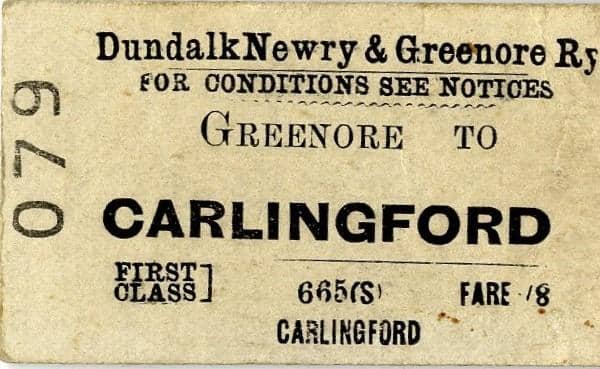 Dundalk Newry & Greenore Ry
FOR CONDITIONS SEE NOTICES
GREENORE TO
CARLINGFORD
FIRST CLASS] 665(S) FARE /8
CARLINGFORD
079